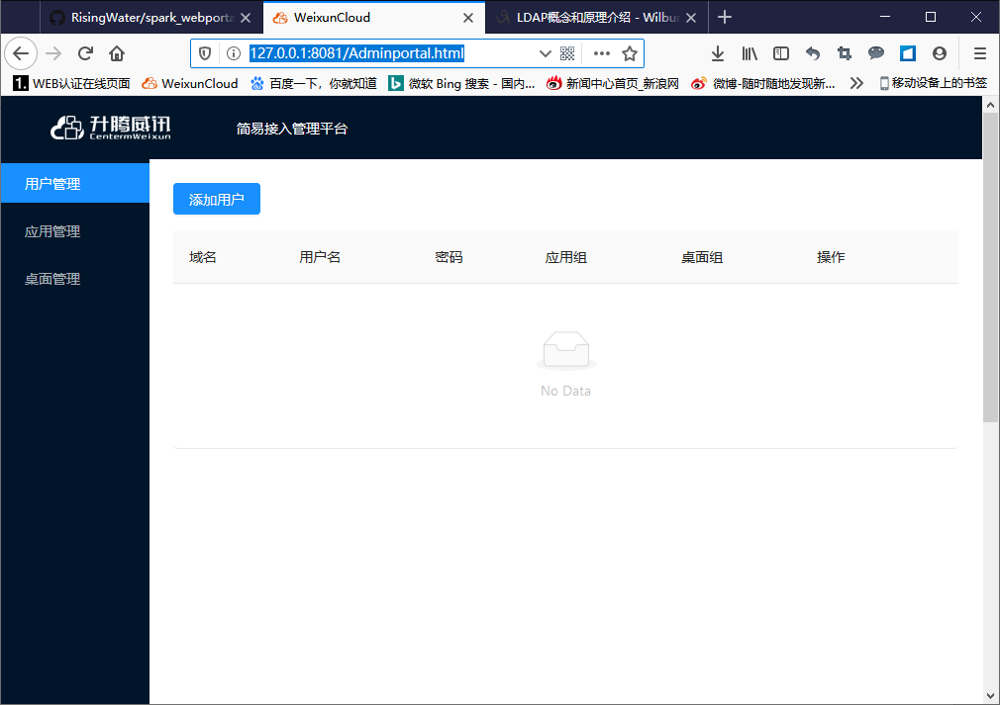 RisingWater/spark_webporta
WeixunCloud
LDAP概念和原理介绍 - Wilbur
127.0.0.1:8081/Adminportal.html
1. WEB认证在线页面
WeixunCloud
百度一下，你就知道
微软 Bing 搜索 - 国内...
新闻中心首页_新浪网
微博-随时随地发现新...
移动设备上的书签
升腾威讯
CentermWeixun
简易接入管理平台
用户管理
应用管理
桌面管理
添加用户
域名 用户名 密码 应用组 桌面组 操作
No Data